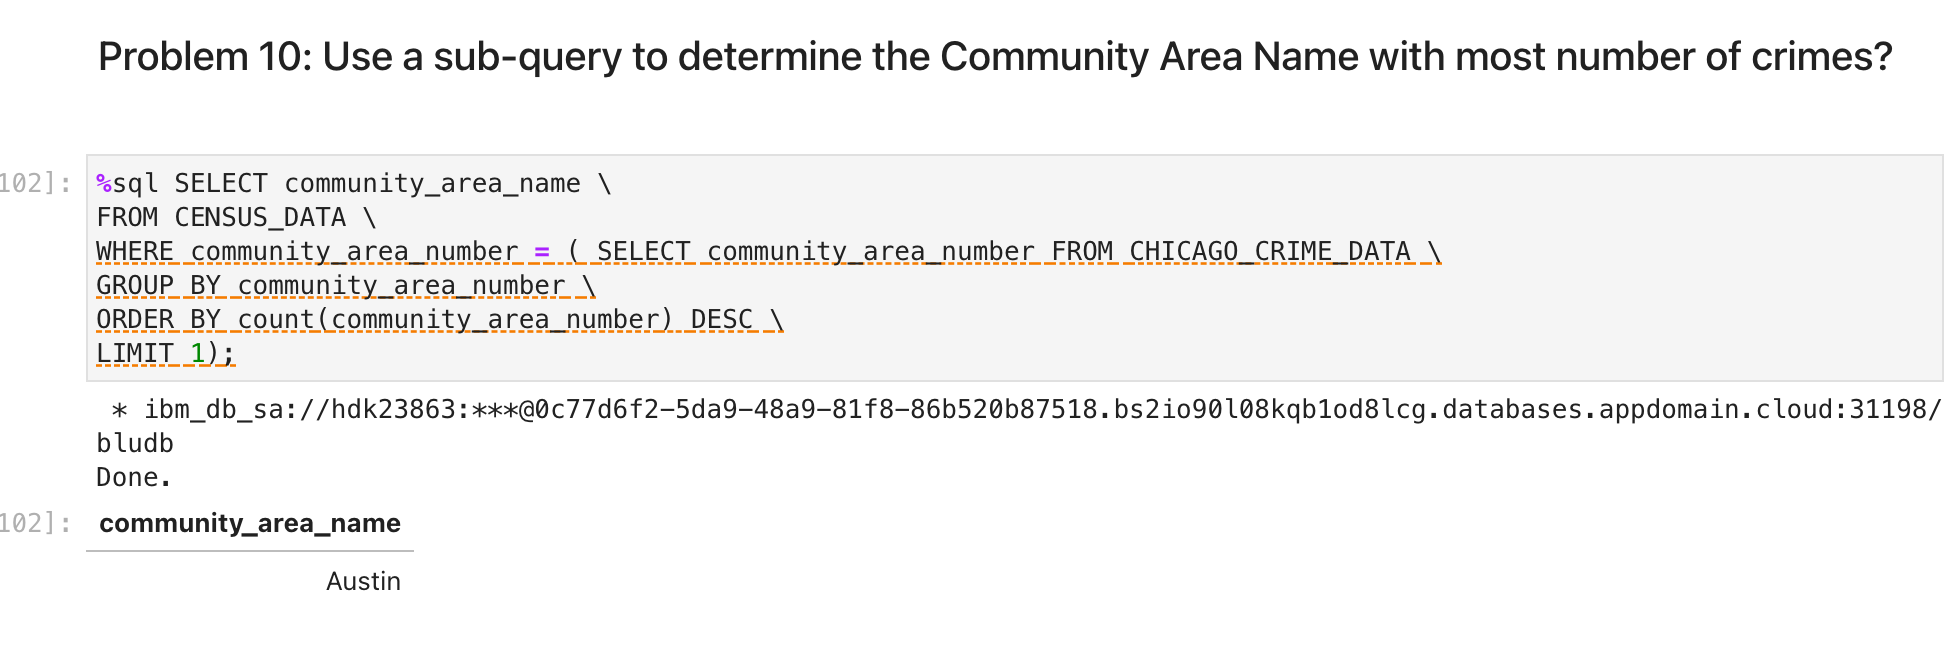 Problem 10: Use a sub-query to determine the Community Area Name with most number of crimes?
102]: %sql SELECT community_area_name \
FROM CENSUS_DATA \
WHERE community_area_number = ( SELECT community_area_number FROM CHICAGO_CRIME_DATA \
GROUP BY community_area_number \
ORDER BY count(community_area_number) DESC \
LIMIT 1);
* ibm_db_sa://hdk23863:***@0c77d6f2-5da9-48a9-81f8-86b520b87518.bs2io90l08kqb1od8lcg.databases.appdomain.cloud:31198/
bludb
Done.
102]: community_area_name
Austin